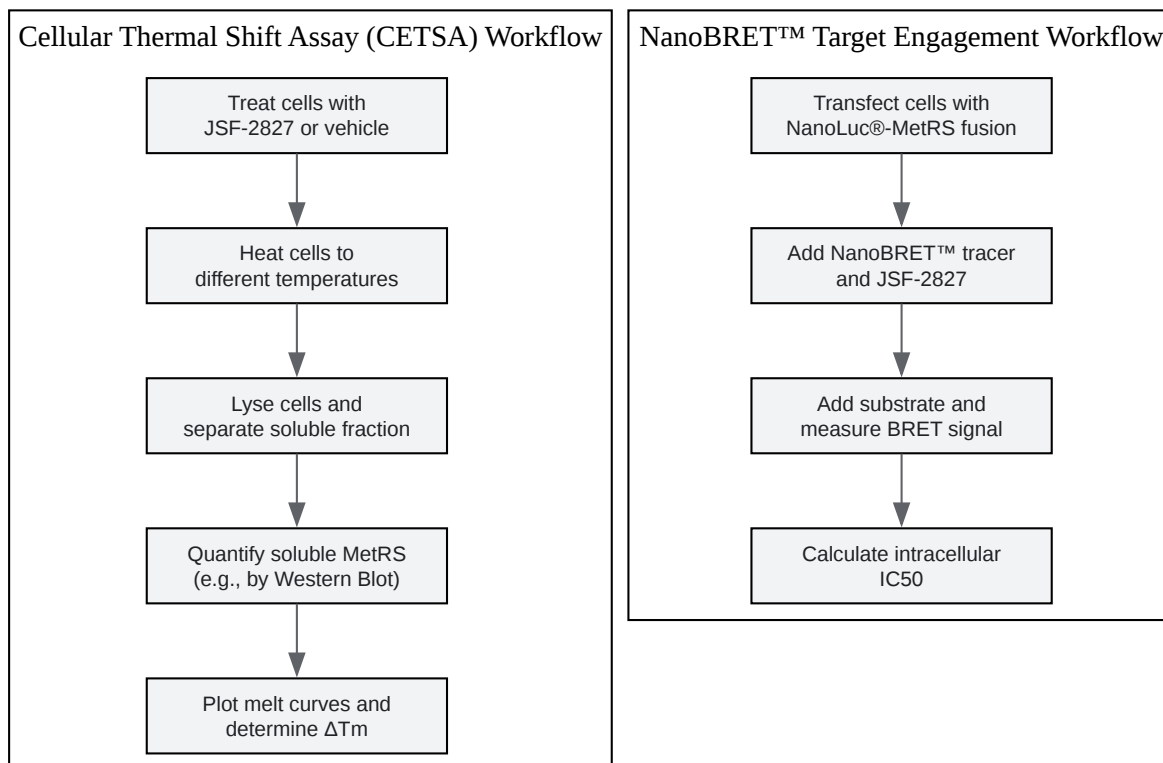 Cellular Thermal Shift Assay (CETSA) Workflow
Treat cells with
JSF-2827 or vehicle
Heat cells to
different temperatures
Lyse cells and
separate soluble fraction
Quantify soluble MetRS
(e.g., by Western Blot)
Plot melt curves and
determine ΔTm
NanoBRET™ Target Engagement Workflow
Transfect cells with
NanoLuc®-MetRS fusion
Add NanoBRET™ tracer
and JSF-2827
Add substrate and
measure BRET signal
Calculate intracellular
IC50